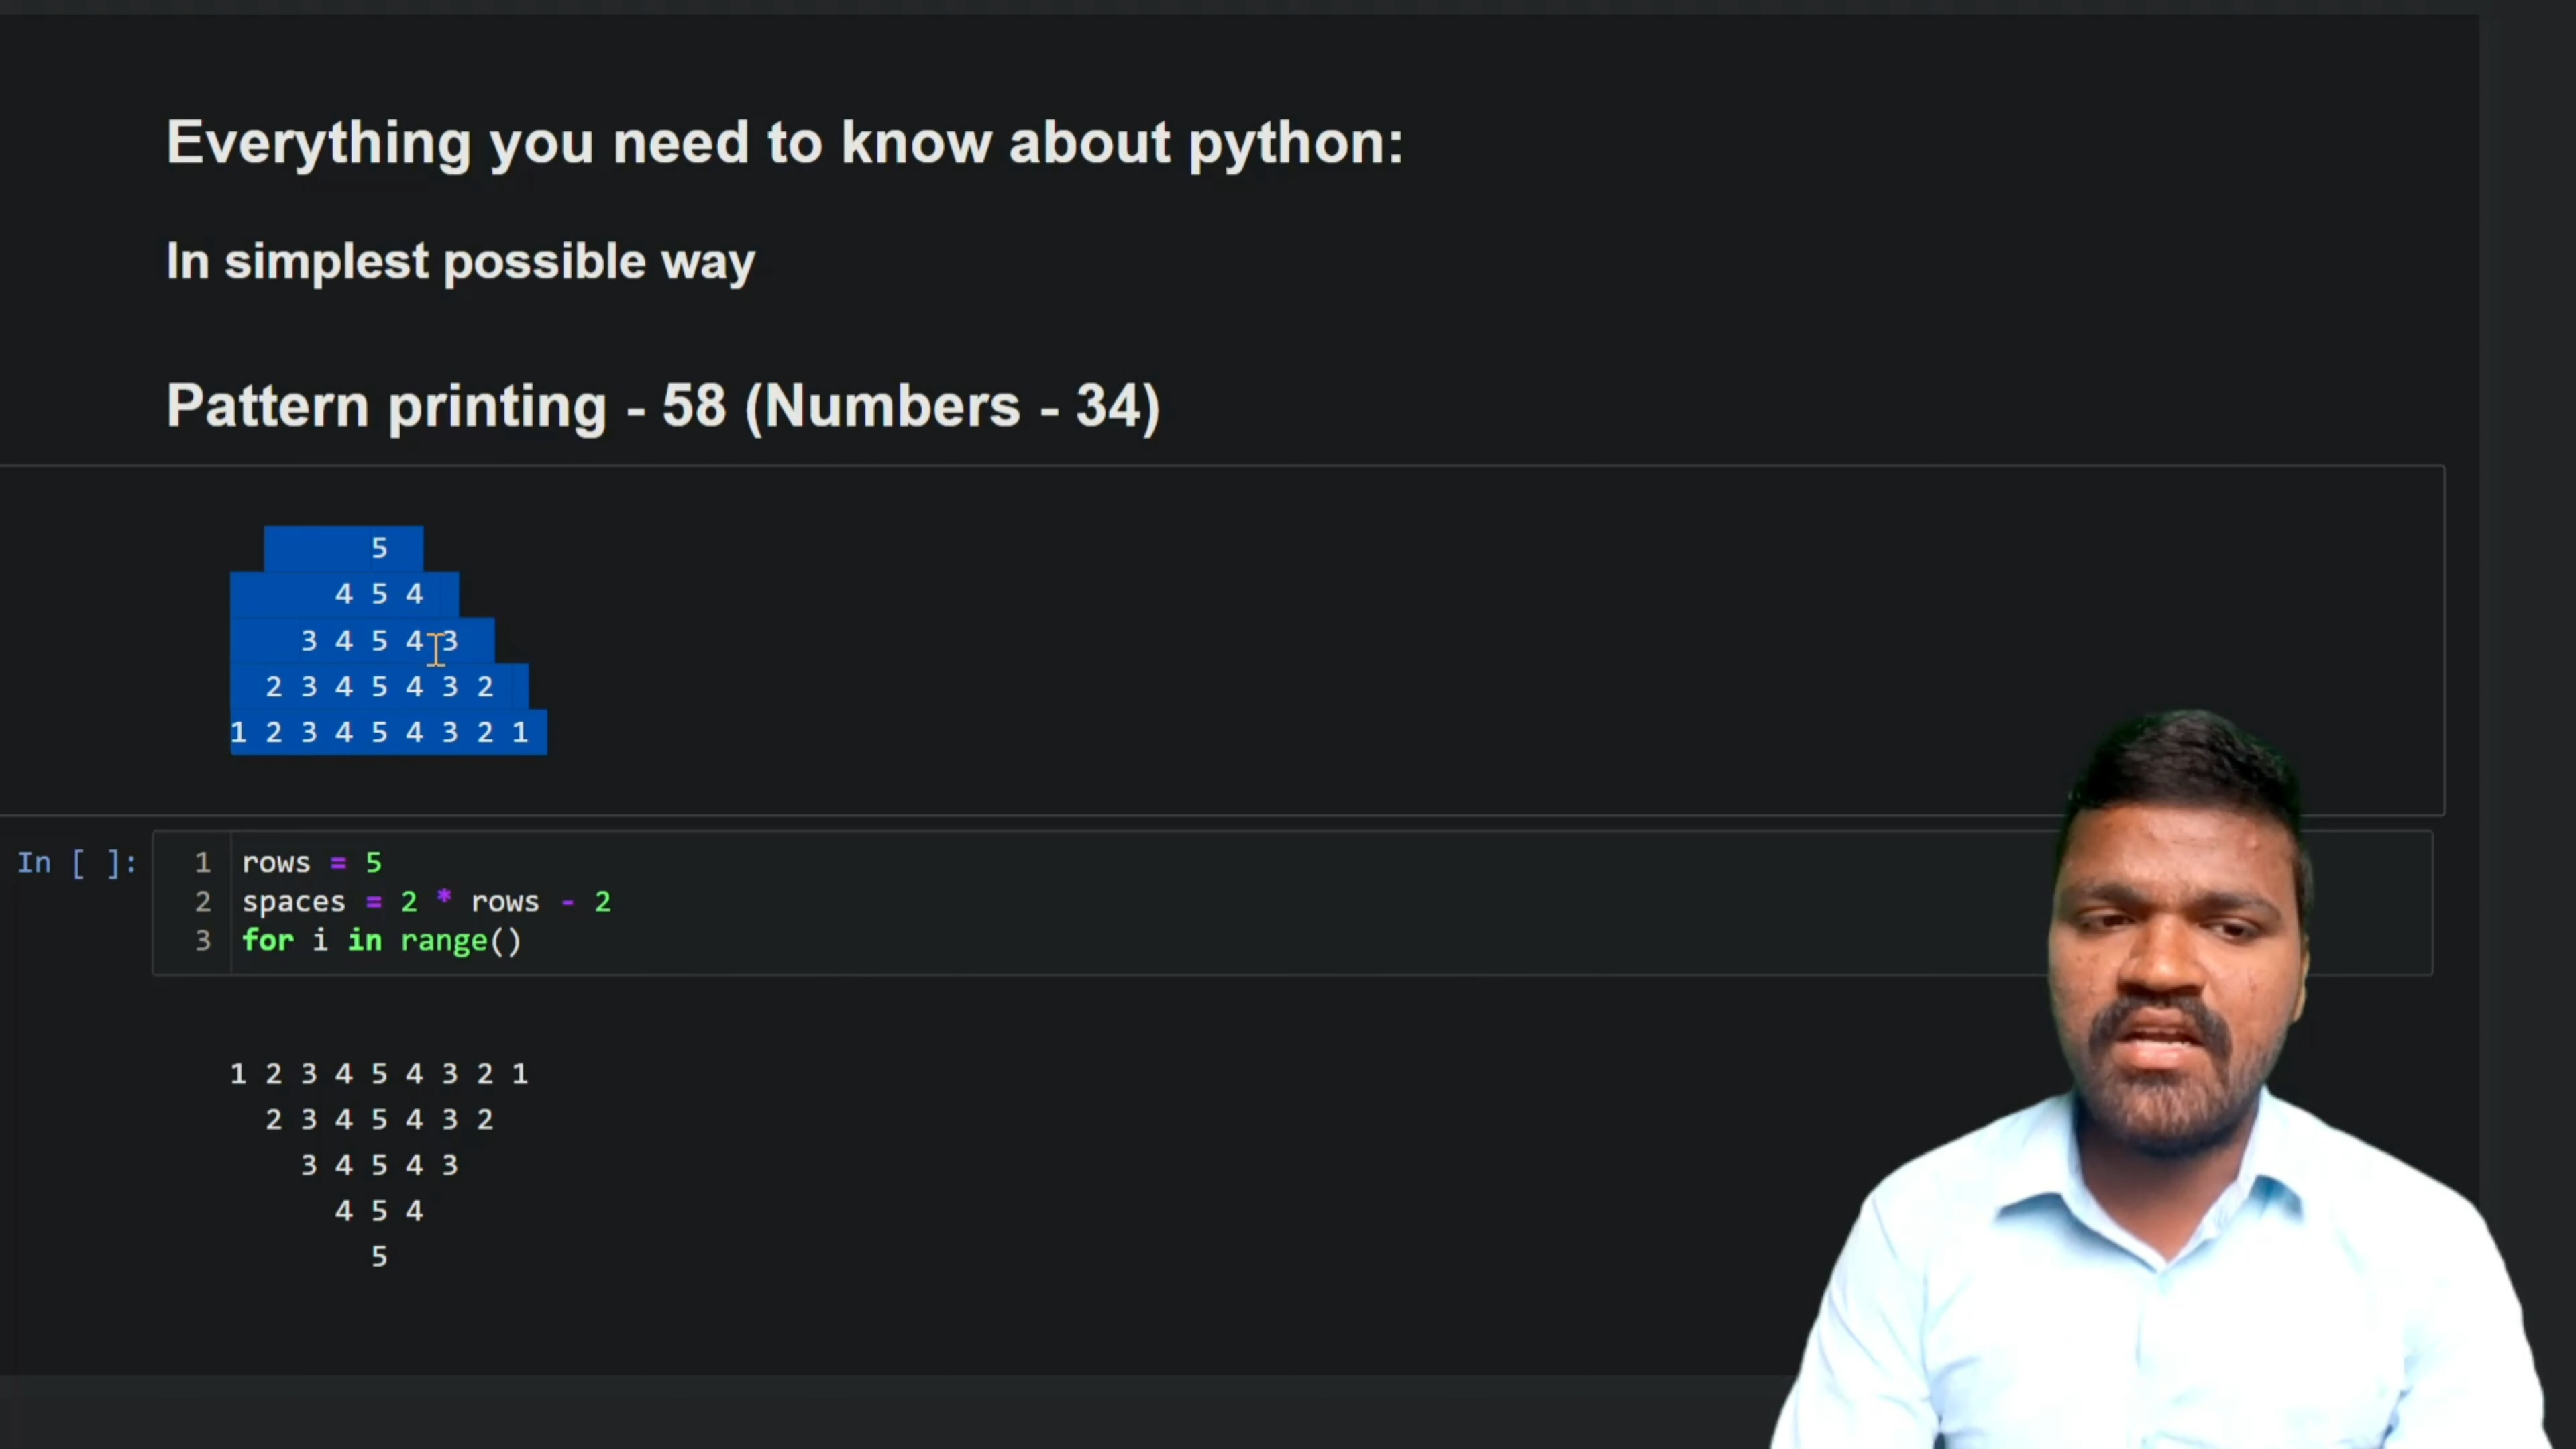 Everything you need to know about python:
In simplest possible way
Pattern printing - 58 (Numbers - 34)
5
4 5 4
3 4 5 4 3
2 3 4 5 4 3 2
1 2 3 4 5 4 3 2 1
In [ ]:
1 rows = 5
2 spaces = 2 * rows - 2
3 for i in range()
1 2 3 4 5 4 3 2 1
2 3 4 5 4 3 2
3 4 5 4 3
4 5 4
5